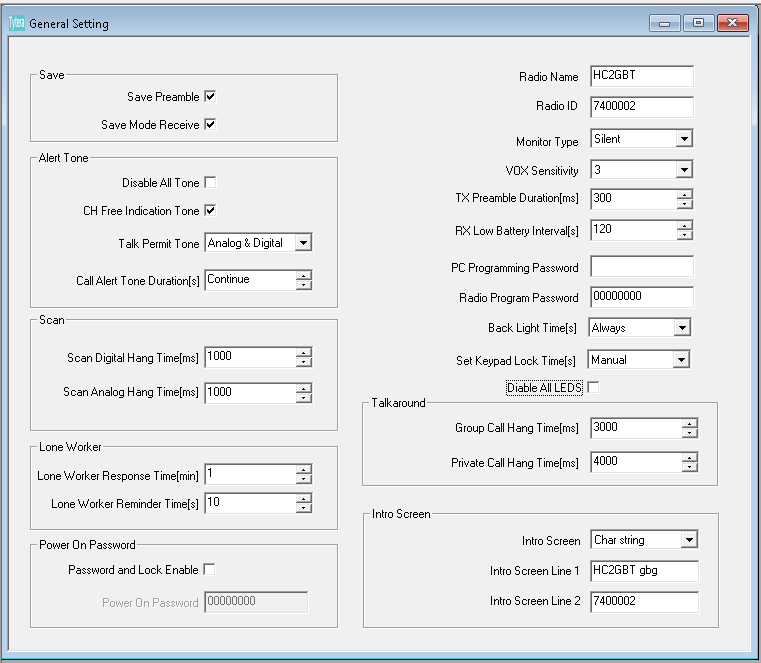 Tytera General Setting
Save
Save Preamble
Save Mode Receive
Alert Tone
Disable All Tone
CH Free Indication Tone
Talk Permit Tone Analog & Digital
Call Alert Tone Duration[s] Continue
Scan
Scan Digital Hang Time[ms] 1000
Scan Analog Hang Time[ms] 1000
Lone Worker
Lone Worker Response Time[min] 1
Lone Worker Reminder Time[s] 10
Power On Password
Password and Lock Enable
Power On Password 00000000
Radio Name HC2GBT
Radio ID 7400002
Monitor Type Silent
VOX Sensitivity 3
TX Preamble Duration[ms] 300
RX Low Battery Interval[s] 120
PC Programming Password
Radio Program Password 00000000
Back Light Time[s] Always
Set Keypad Lock Time[s] Manual
Diable All LEDS
Talkaround
Group Call Hang Time[ms] 3000
Private Call Hang Time[ms] 4000
Intro Screen
Intro Screen Char string
Intro Screen Line 1 HC2GBT gbg
Intro Screen Line 2 7400002